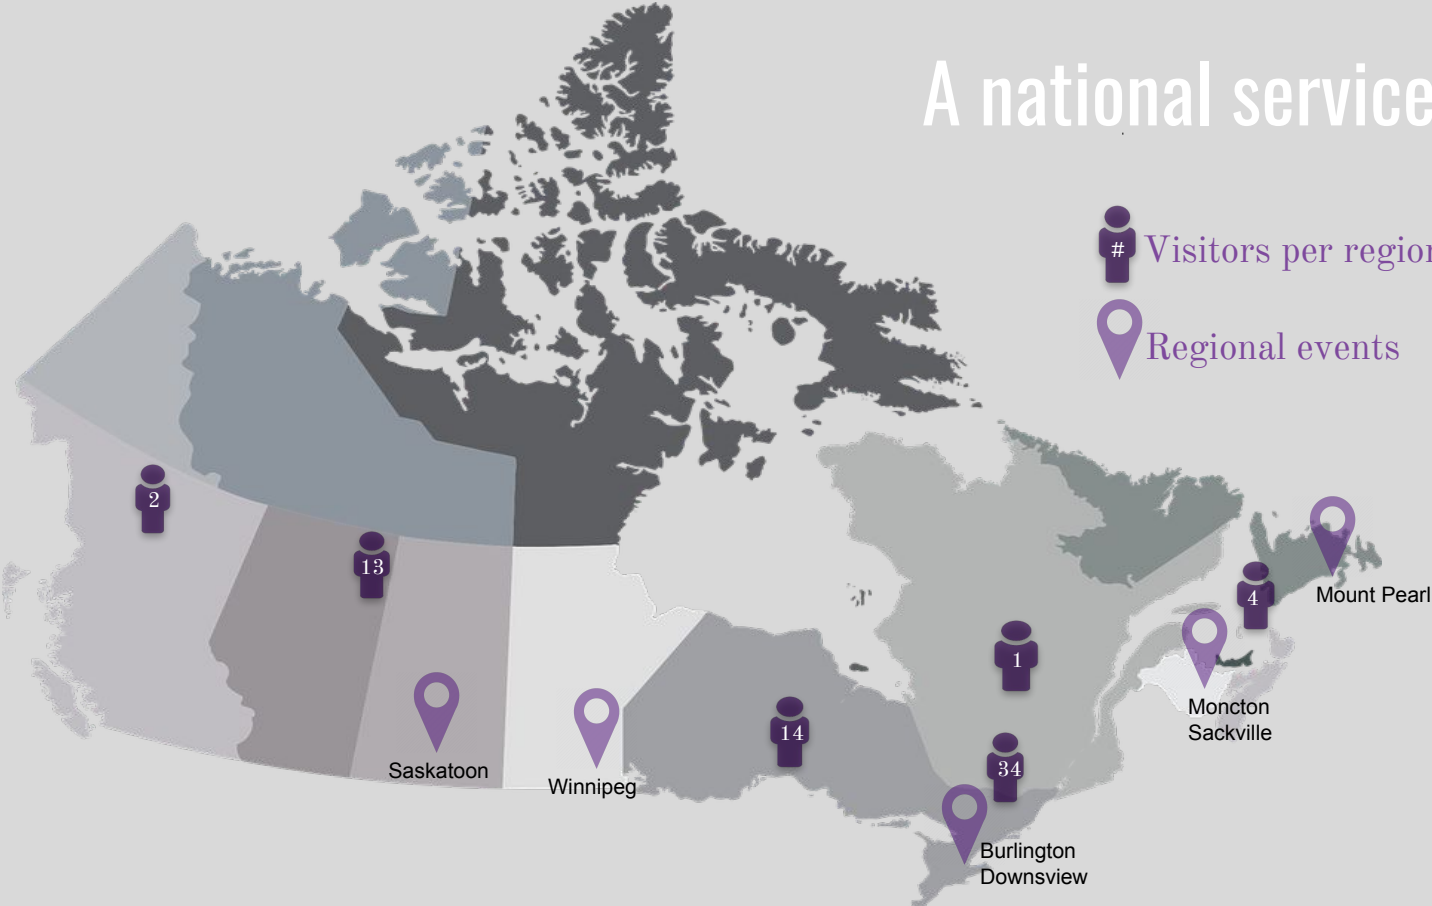 A national service
# Visitors per region
Regional events
2
13
4
Mount Pearl
1
Moncton
Sackville
14
34
Saskatoon
Winpeg
Burlington
Downsview